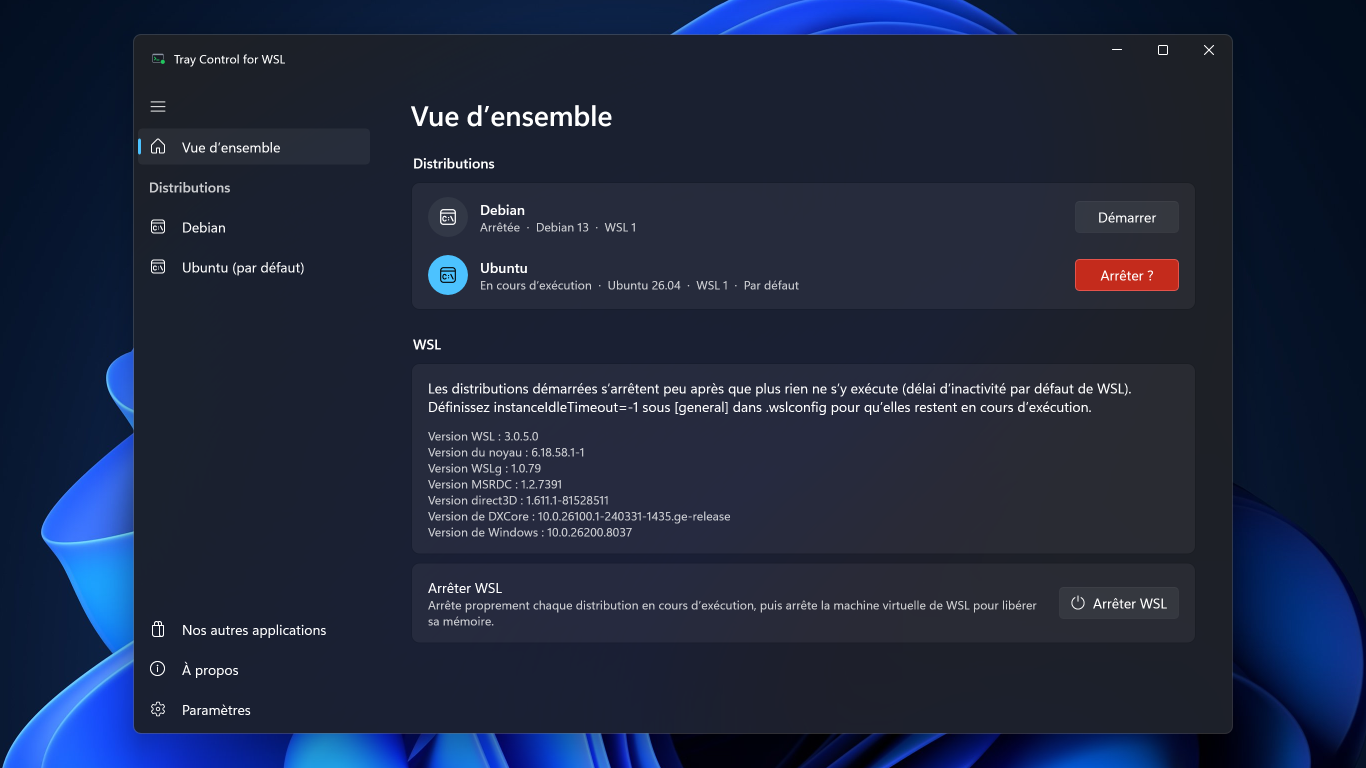 Tray Control for WSL
Vue d’ensemble
Distributions
Debian
Ubuntu (par défaut)
Nos autres applications
À propos
Paramètres
Vue d’ensemble
Distributions
Debian
Arrêtée · Debian 13 · WSL 1
Démarrer
Ubuntu
En cours d’exécution · Ubuntu 26.04 · WSL 1 · Par défaut
Arrêter ?
WSL
Les distributions démarrées s’arrêtent peu après que plus rien ne s’y exécute (délai d’inactivité par défaut de WSL).
Définissez instanceIdleTimeout=-1 sous [general] dans .wslconfig pour qu’elles restent en cours d’exécution.
Version WSL : 3.0.5.0
Version du noyau : 6.18.58.1-1
Version WSLg : 1.0.79
Version MSRDC : 1.2.7391
Version direct3D : 1.611.1-81528511
Version de DXCore : 10.0.26100.1-240331-1435.ge-release
Version de Windows : 10.0.26200.8037
Arrêter WSL
Arrête proprement chaque distribution en cours d’exécution, puis arrête la machine virtuelle de WSL pour libérer
sa mémoire.
Arrêter WSL